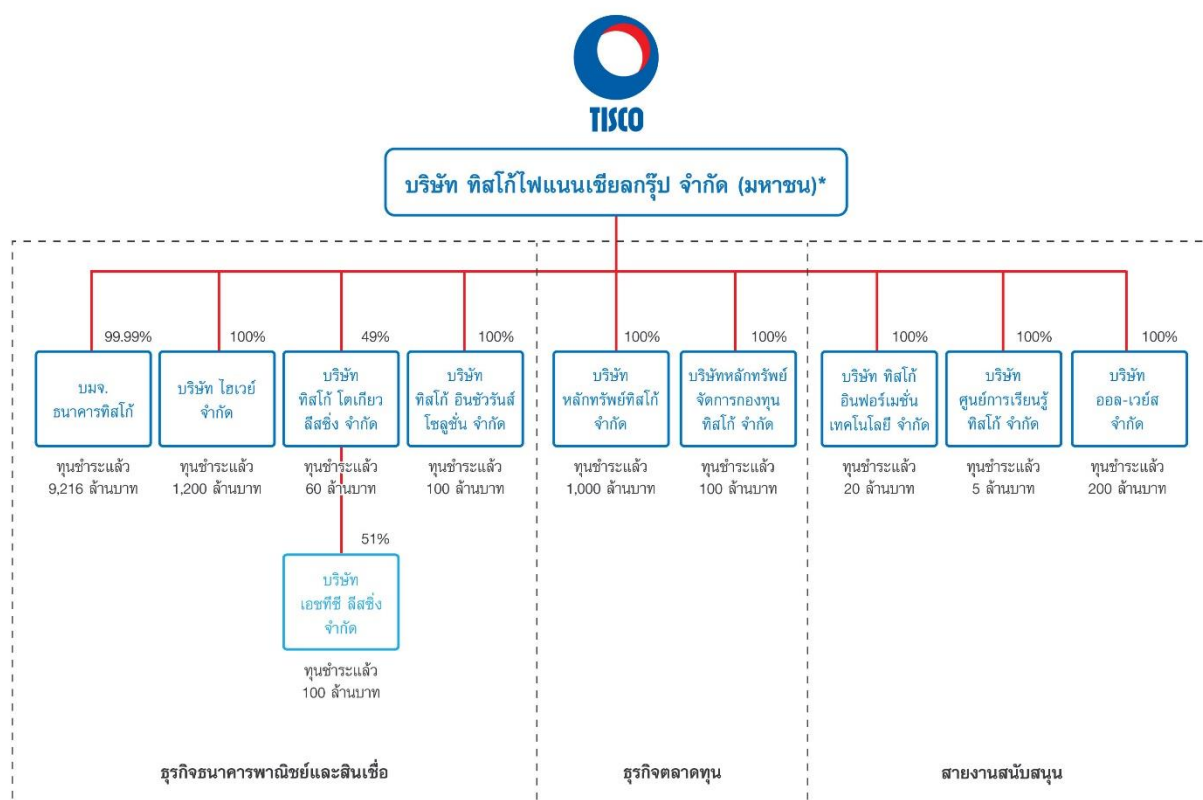 TISCO
บริษัท ทิสโก้ไฟแนนเชียลกรุ๊ป จำกัด (มหาชน)*
99.99%
บมจ.
ธนาคารทิสโก้
ทุนชำระแล้ว
9,216 ล้านบาท
100%
บริษัท ไฮเวย์
จำกัด
ทุนชำระแล้ว
1,200 ล้านบาท
49%
บริษัท
ทิสโก้ โตเกียว
ลีสซิ่ง จำกัด
ทุนชำระแล้ว
60 ล้านบาท
51%
บริษัท
เอชทีซี ลีสซิ่ง
จำกัด
ทุนชำระแล้ว
100 ล้านบาท
100%
บริษัท
ทิสโก้ อินชัวรันส์
โซลูชั่น จำกัด
ทุนชำระแล้ว
100 ล้านบาท
ธุรกิจธนาคารพาณิชย์และสินเชื่อ
100%
บริษัท
หลักทรัพย์ทิสโก้
จำกัด
ทุนชำระแล้ว
1,000 ล้านบาท
100%
บริษัทหลักทรัพย์
จัดการกองทุน
ทิสโก้ จำกัด
ทุนชำระแล้ว
100 ล้านบาท
ธุรกิจตลาดทุน
100%
บริษัท ทิสโก้
อินฟอร์เมชั่น
เทคโนโลยี จำกัด
ทุนชำระแล้ว
20 ล้านบาท
100%
บริษัท
ศูนย์การเรียนรู้
ทิสโก้ จำกัด
ทุนชำระแล้ว
5 ล้านบาท
100%
บริษัท
ออล-เวย์ส
จำกัด
ทุนชำระแล้ว
200 ล้านบาท
สายงานสนับสนุน